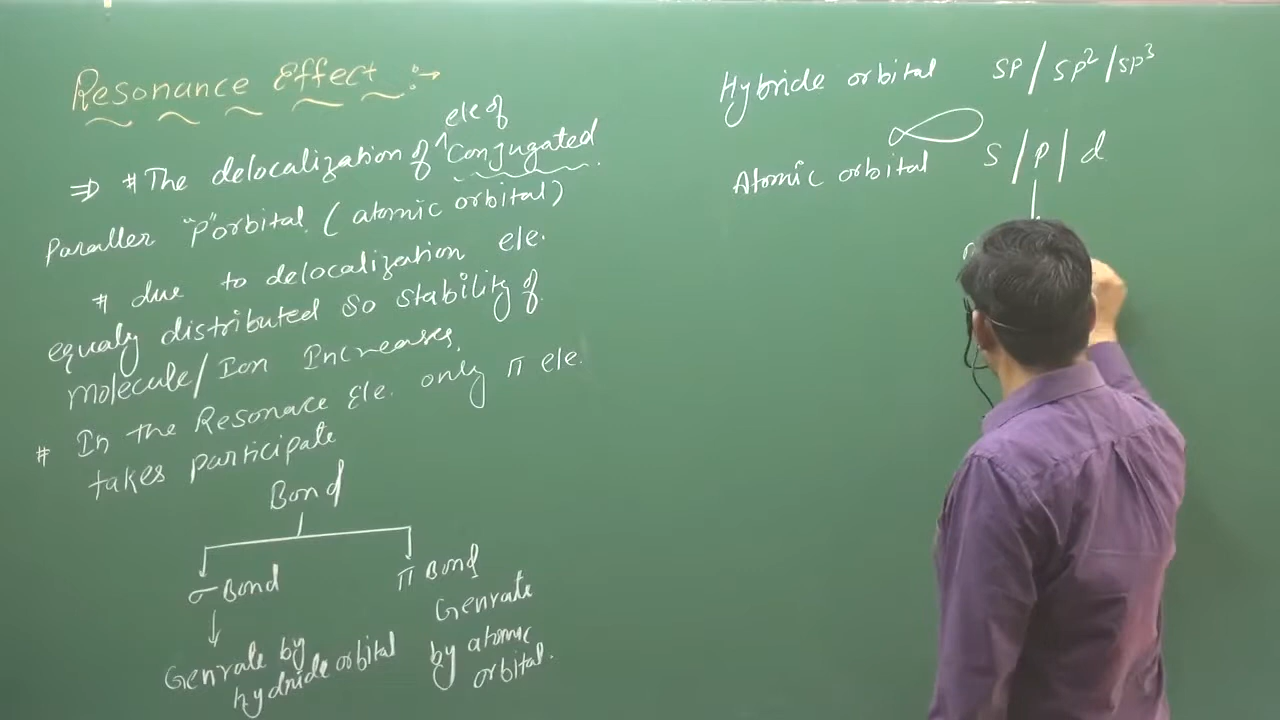 Resonance Effect :→
ele of
⇒ # The delocalization of ^ Conjugated
Paraller "P" orbital. (atomic orbital)
# due to delocalization ele.
equaly distributed So stability of
Molecule/Ion Increases.
# In the Resonace Ele. only π ele.
takes participate
Bond
σ Bond
π Bond
↓
Genrate by
hydride orbital
Genrate
by atomic
orbital.
Hybride orbital SP / SP² / SP³
Atomic orbital S / P / d